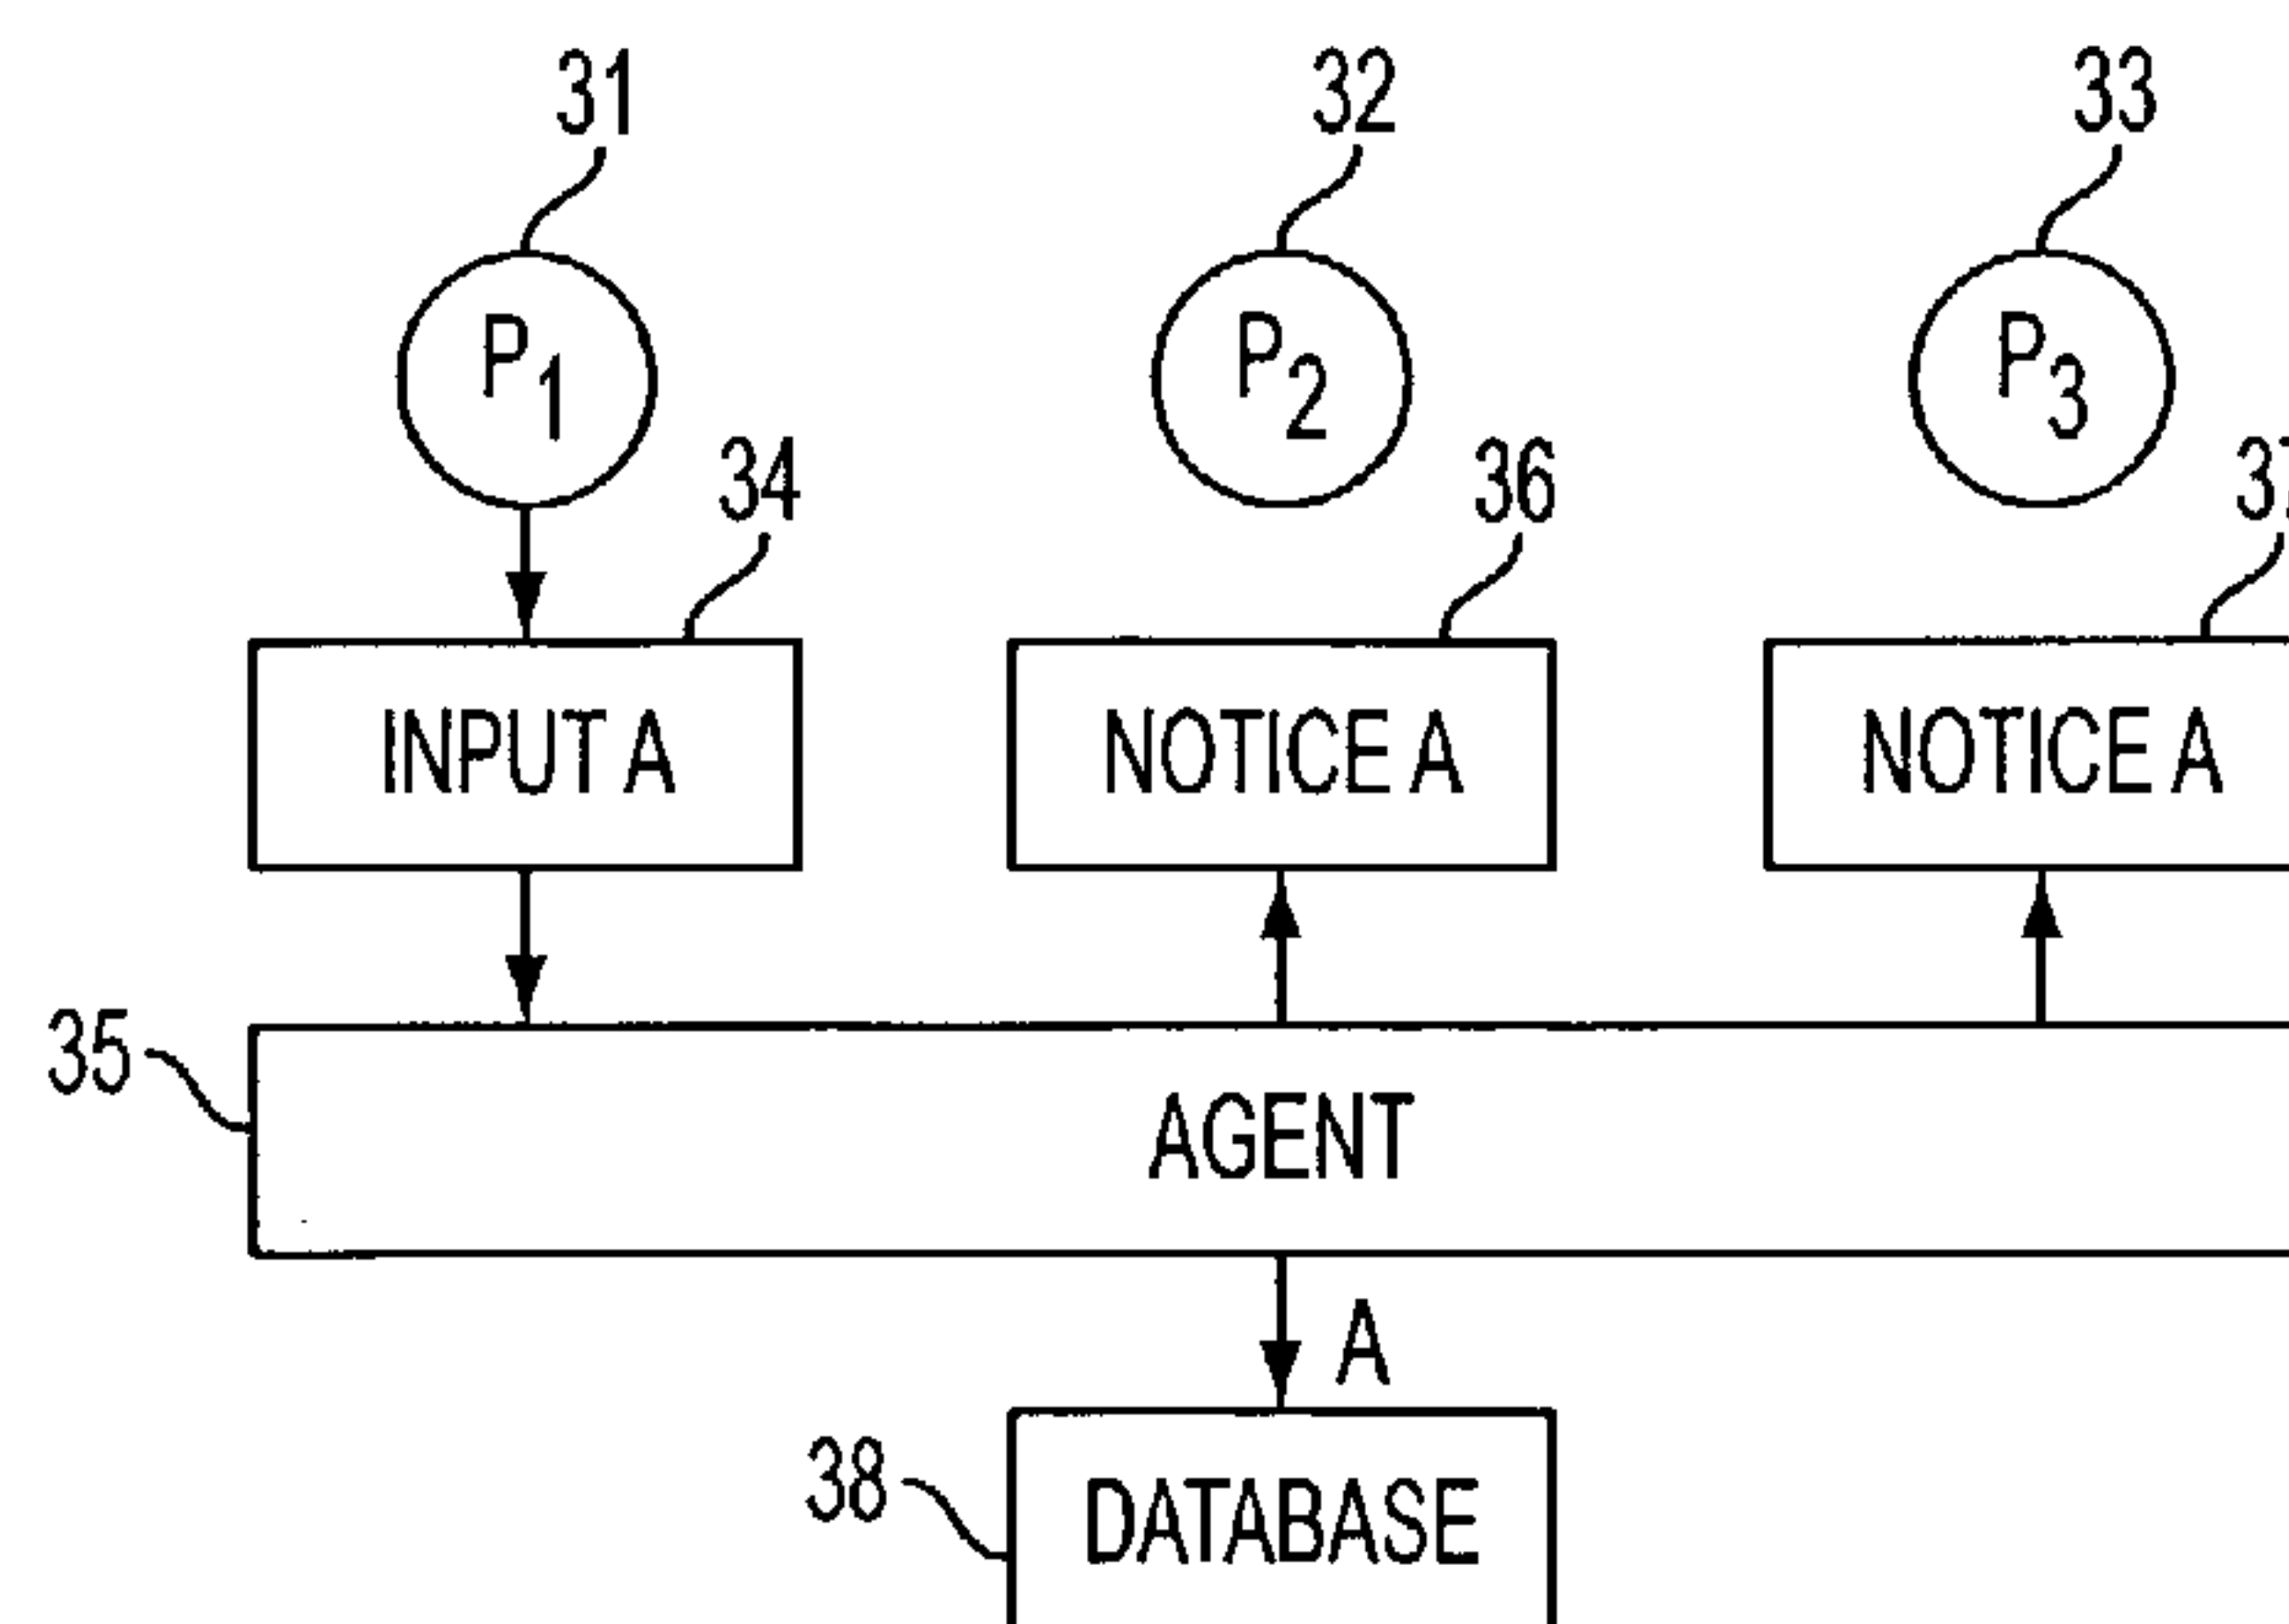 31 32 33
P1 P2 P3
34 36
INPUT A NOTICE A NOTICE A
35
AGENT
A
38
DATABASE